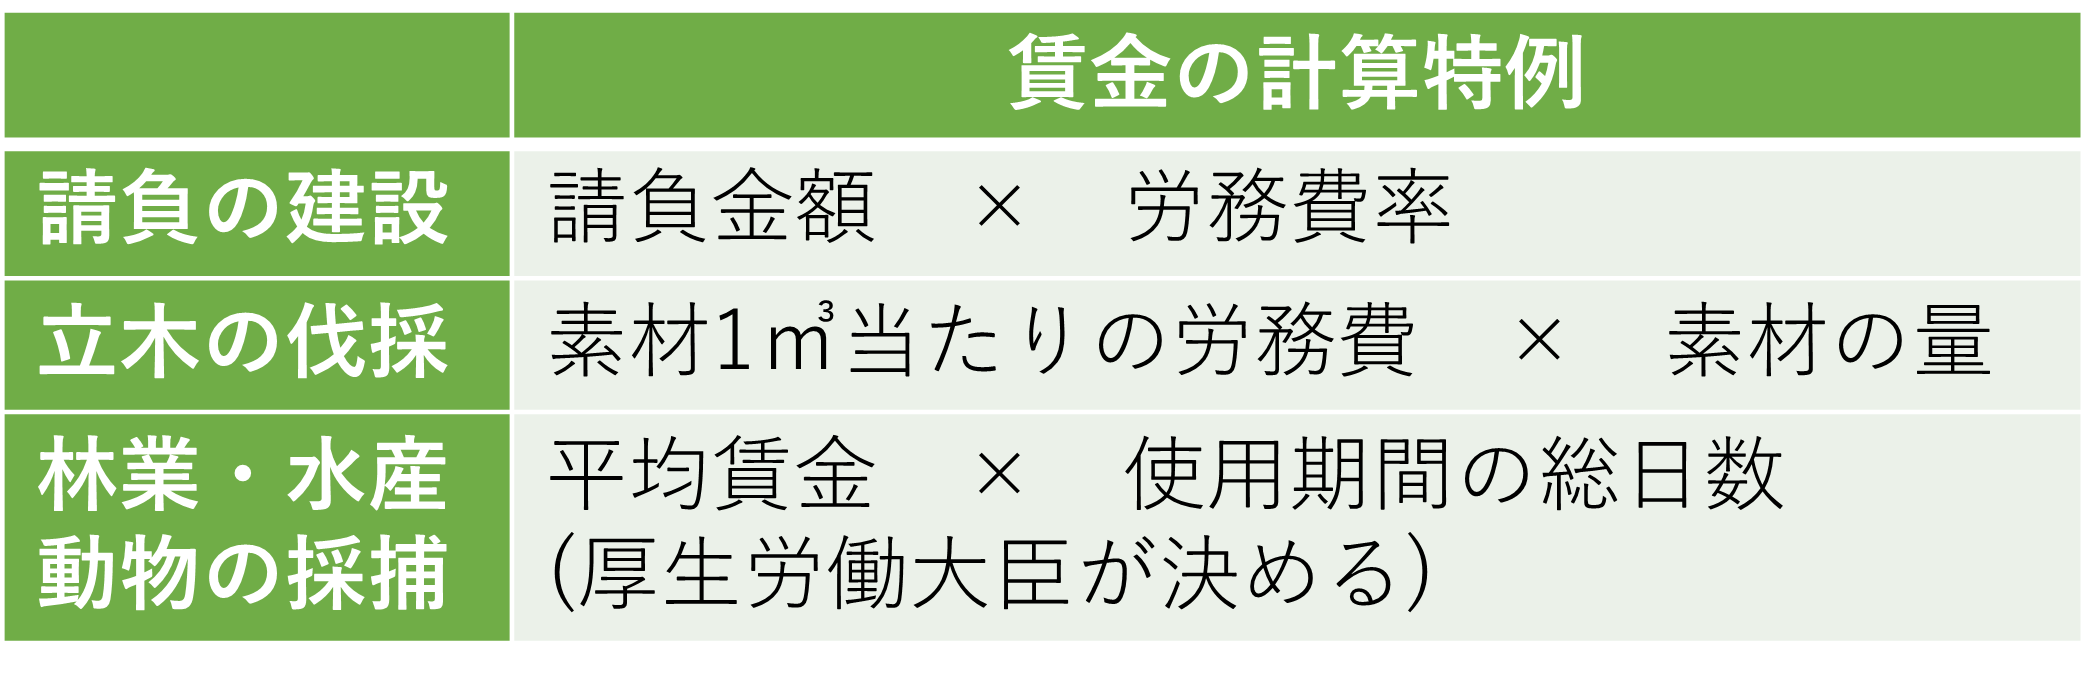 賃金の計算特例
請負の建設
請負金額　×　労務費率
立木の伐採
素材1㎥当たりの労務費　×　素材の量
林業・水産
動物の採捕
平均賃金　×　使用期間の総日数
(厚生労働大臣が決める)